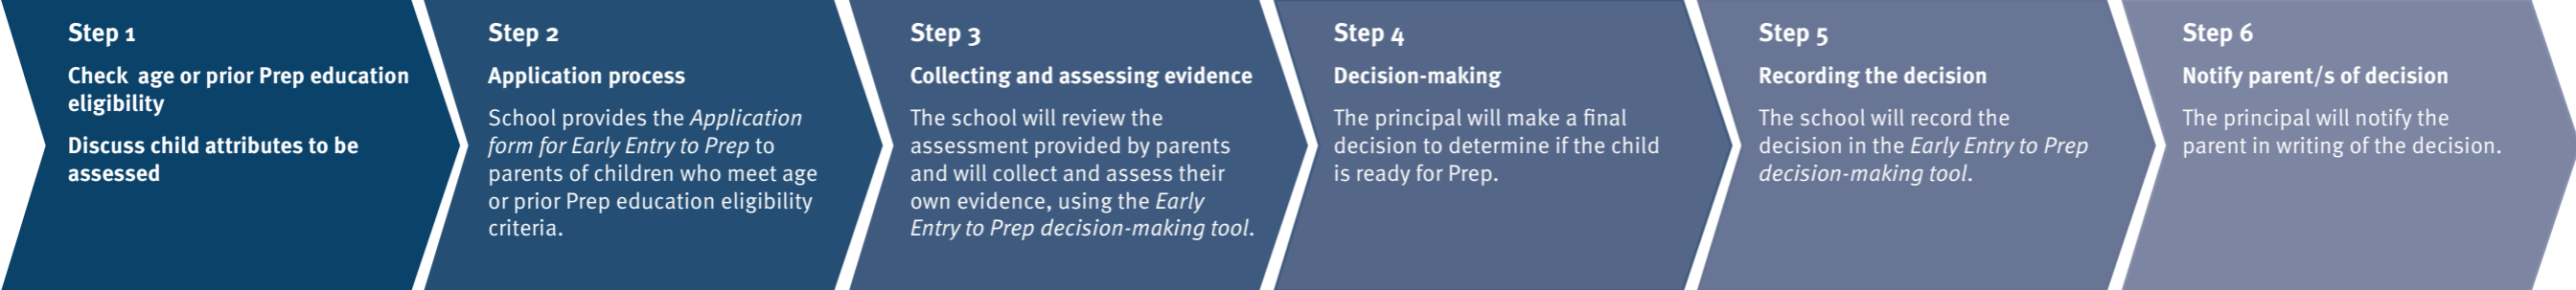 Step 1
Check  age or prior Prep education
eligibility
Discuss child attributes to be
assessed
Step 2
Application process
School provides the Application
form for Early Entry to Prep to
parents of children who meet age
or prior Prep education eligibility
criteria.
Step 3
Collecting and assessing evidence
The school will review the
assessment provided by parents
and will collect and assess their
own evidence, using the Early
Entry to Prep decision-making tool.
Step 4
Decision-making
The principal will make a final
decision to determine if the child
is ready for Prep.
Step 5
Recording the decision
The school will record the
decision in the Early Entry to Prep
decision-making tool.
Step 6
Notify parent/s of decision
The principal will notify the
parent in writing of the decision.